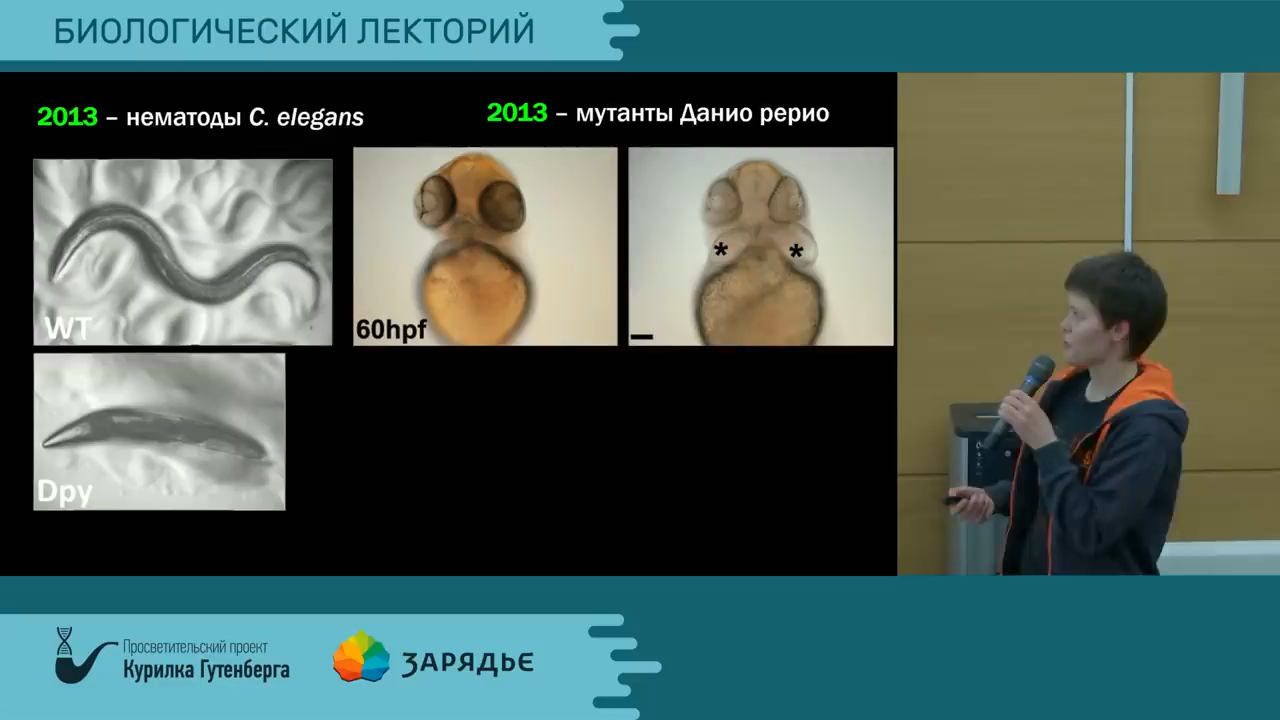 БИОЛОГИЧЕСКИЙ ЛЕКТОРИЙ
2013 – нематоды C. elegans
2013 – мутанты Данио рерио
WT
60hpf
* *
Dpy
Просветительский проект
Курилка Гутенберга
ЗАРЯДЬЕ